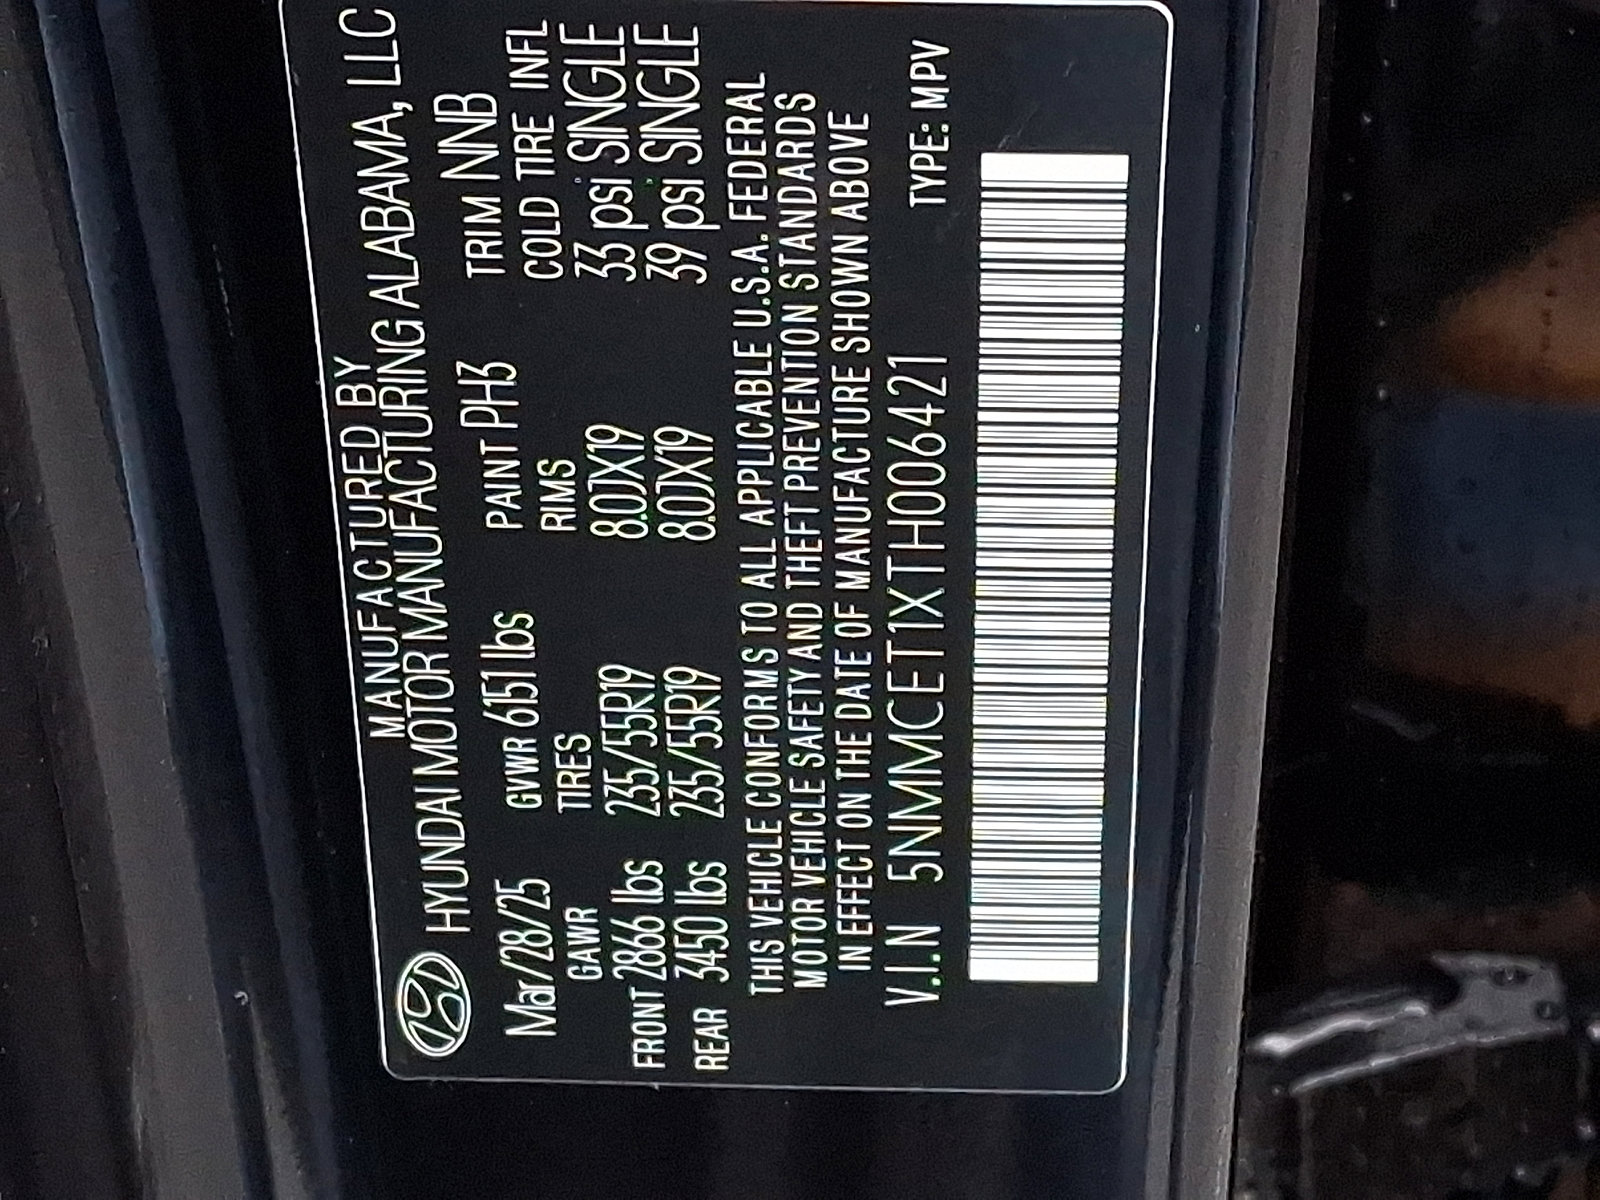 MANUFACTURED BY
HYUNDAI MOTOR MANUFACTURING ALABAMA, LLC
Mar/28/25 GVWR 6151 lbs PAINT PH3 TRIM NNB
GAWR TIRES RIMS COLD TIRE INFL
FRONT 2866 lbs 235/55R19 8.0JX19 33 psi SINGLE
REAR 3450 lbs 235/55R19 8.0JX19 39 psi SINGLE
THIS VEHICLE CONFORMS TO ALL APPLICABLE U.S.A. FEDERAL
MOTOR VEHICLE SAFETY AND THEFT PREVENTION STANDARDS
IN EFFECT ON THE DATE OF MANUFACTURE SHOWN ABOVE
V.I.N 5NMMCET1XTH006421 TYPE: MPV